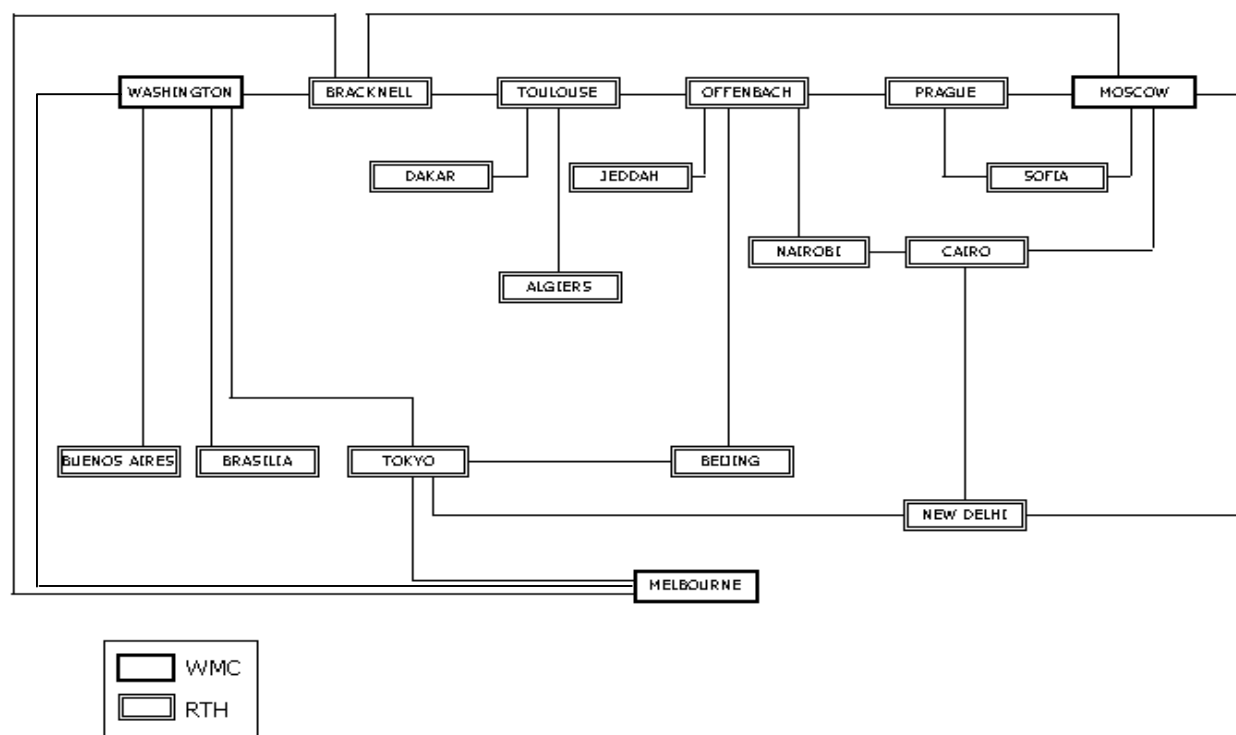 WASHINGTON
BRACKNELL
TOULOUSE
OFFENBACH
PRAGUE
MOSCOW
DAKAR
JEDDAH
SOFIA
NAIROBI
CAIRO
ALGIERS
BUENOS AIRES
BRASILIA
TOKYO
BEIJING
NEW DELHI
MELBOURNE
WMC
RTH